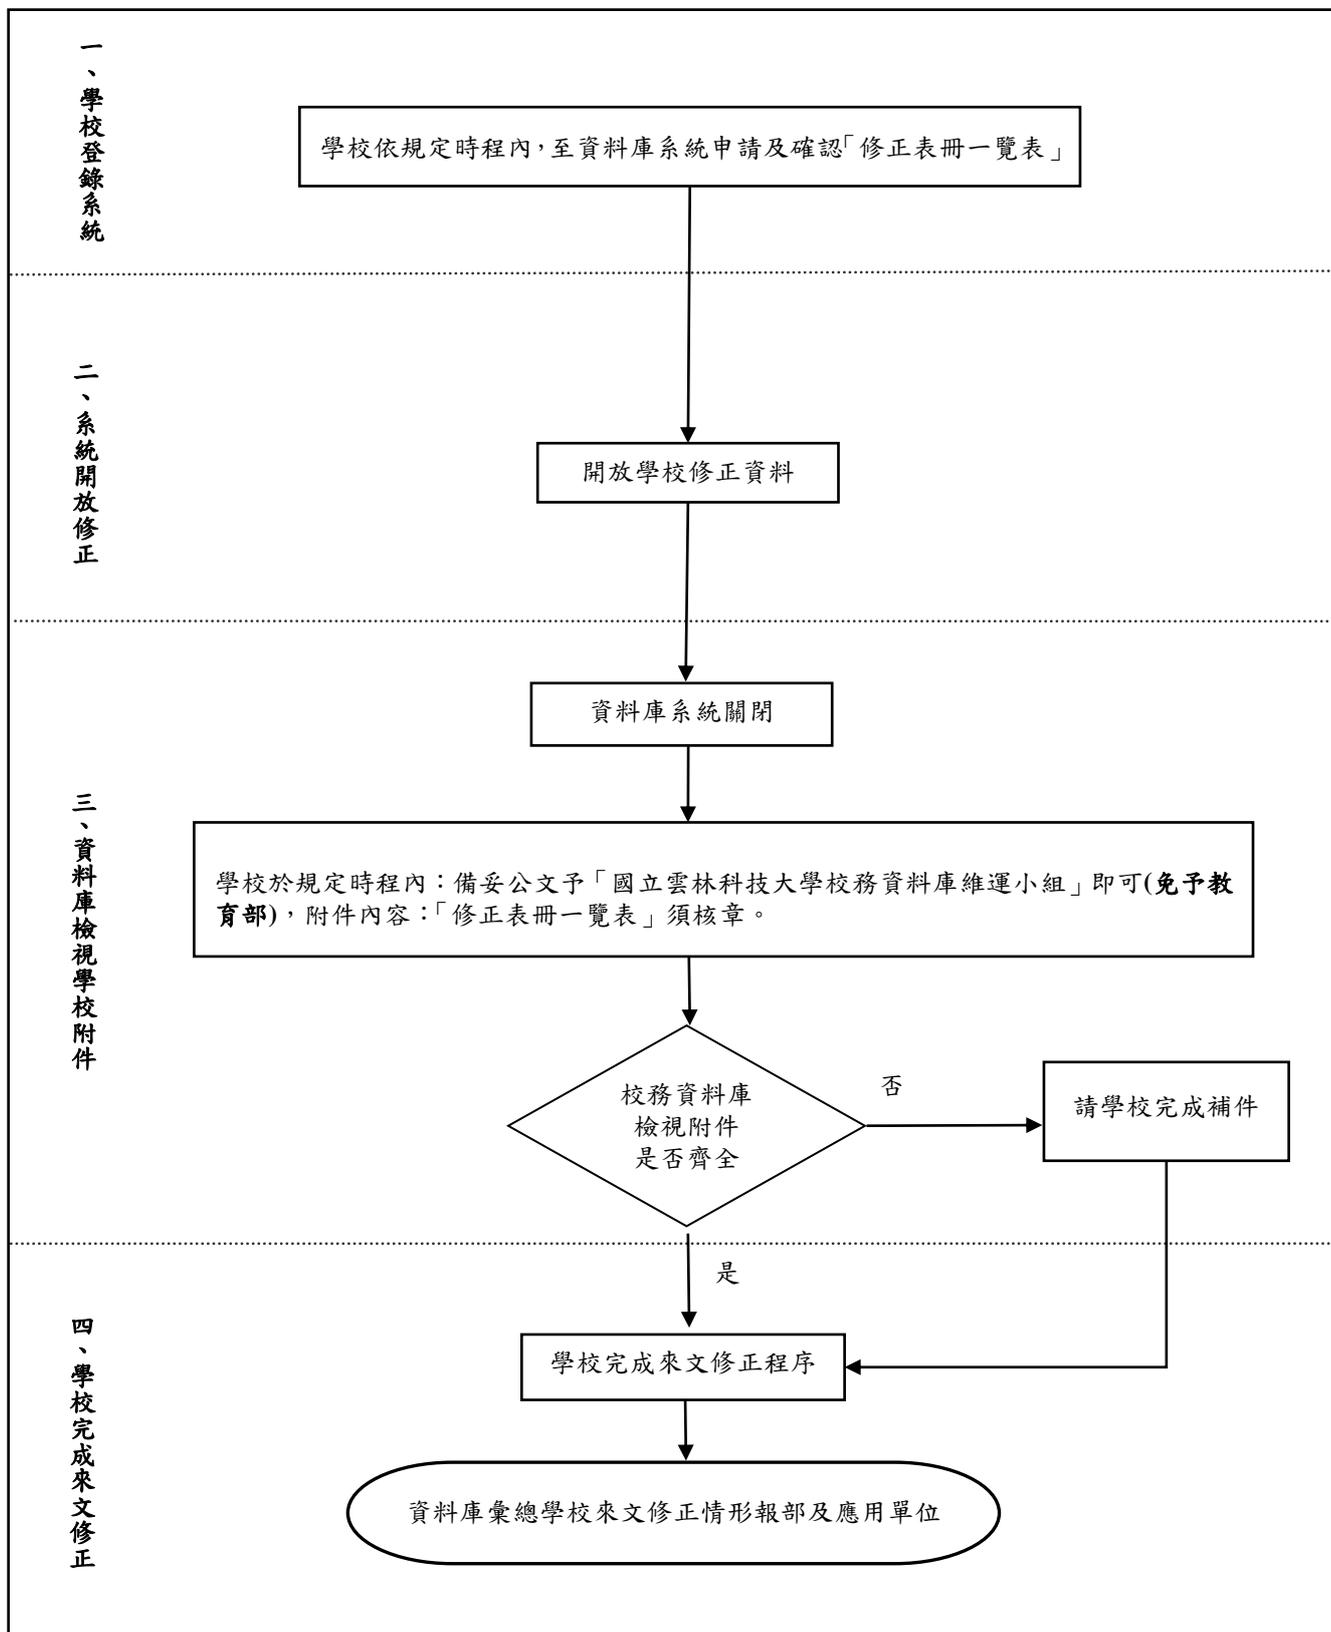 一、學校登錄系統
學校依規定時程內，至資料庫系統申請及確認「修正表冊一覽表」
二、系統開放修正
開放學校修正資料
三、資料庫檢視學校附件
資料庫系統關閉
學校於規定時程內：備妥公文予「國立雲林科技大學校務資料庫維運小組」即可(免予教
育部)，附件內容：「修正表冊一覽表」須核章。
校務資料庫
檢視附件
是否齊全
否
請學校完成補件
是
四、學校完成來文修正
學校完成來文修正程序
資料庫彙總學校來文修正情形報部及應用單位